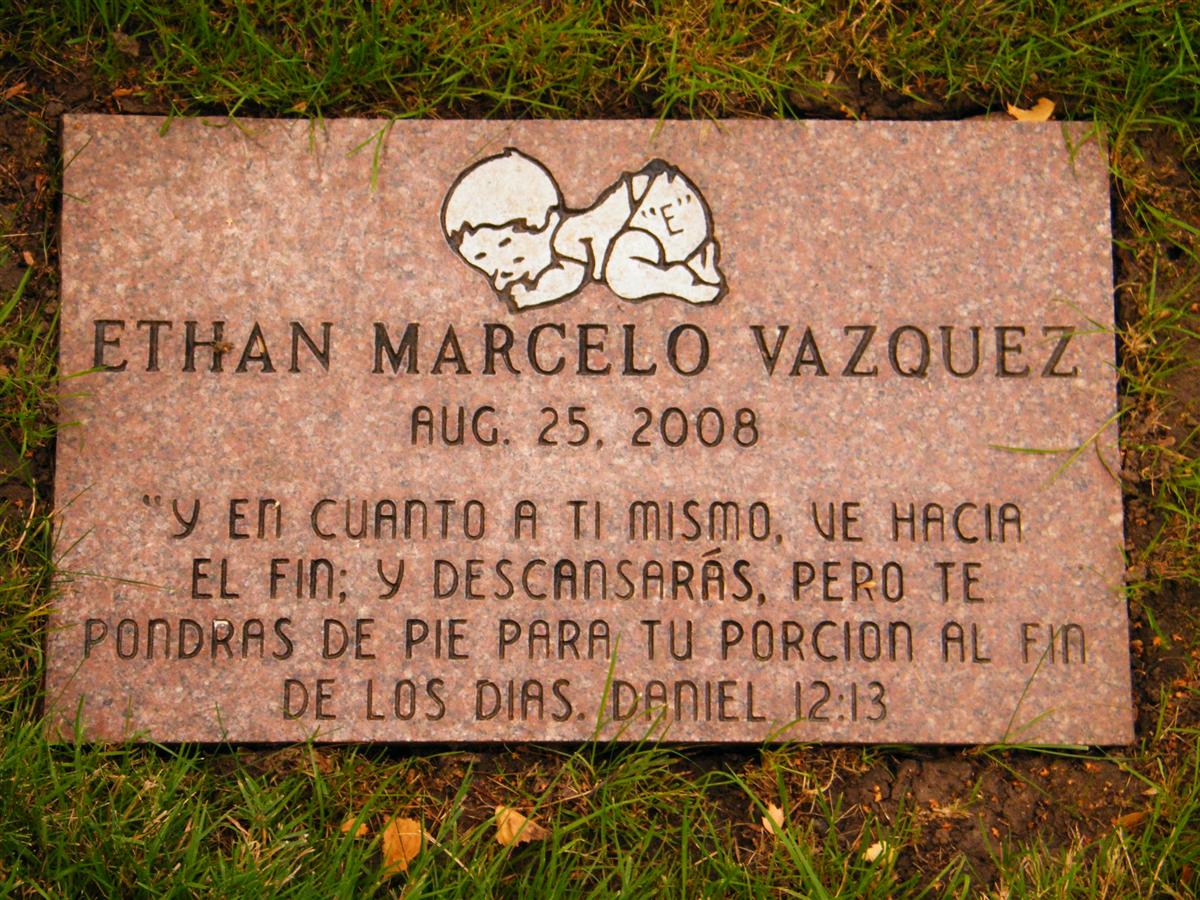 "E"
ETHAN MARCELO VAZQUEZ
AUG. 25, 2008
"Y EN CUANTO A TI MISMO, VE HACIA
EL FIN; Y DESCANSARÁS, PERO TE
PONDRAS DE PIE PARA TU PORCION AL FIN
DE LOS DIAS. DANIEL 12:13